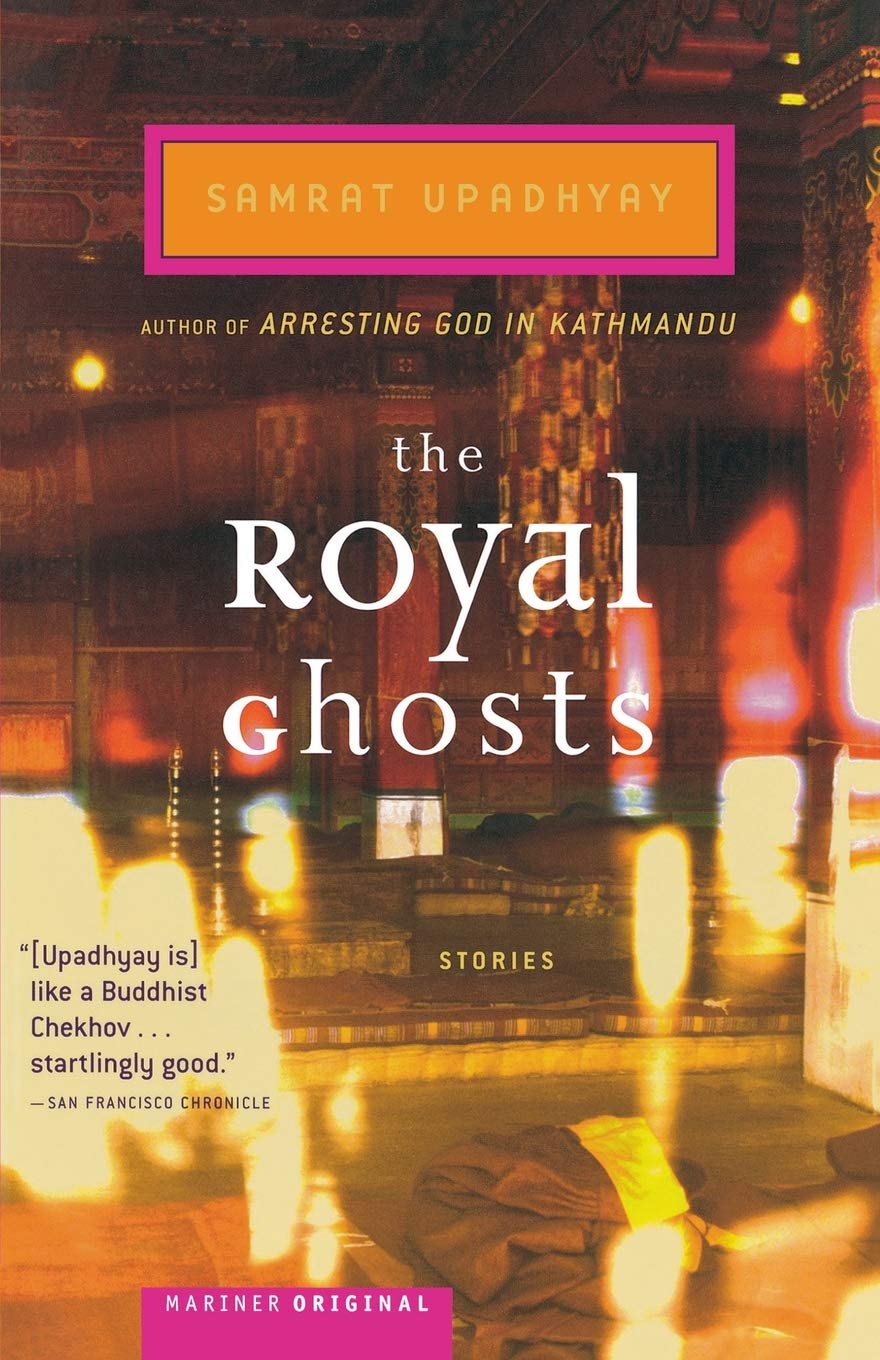 SAMRAT UPADHYAY
AUTHOR OF ARRESTING GOD IN KATHMANDU
the
Royal
Ghosts
STORIES
“[Upadhyay is]
like a Buddhist
Chekhov . . .
startlingly good.”
—SAN FRANCISCO CHRONICLE
MARINER ORIGINAL